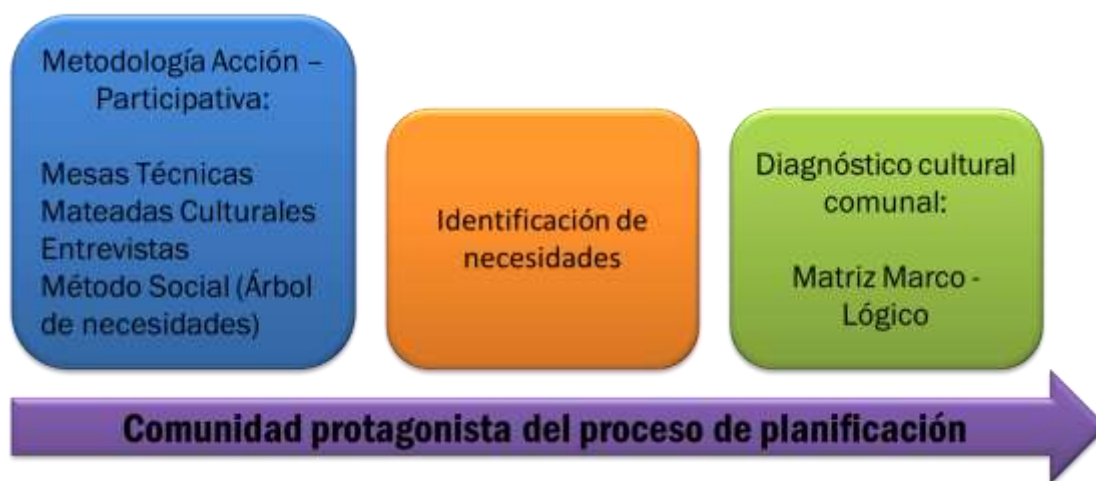 Metodología Acción –
Participativa:
Mesas Técnicas
Mateadas Culturales
Entrevistas
Método Social (Árbol
de necesidades)
Identificación de
necesidades
Diagnóstico cultural
comunal:
Matriz Marco -
Lógico
Comunidad protagonista del proceso de planificación